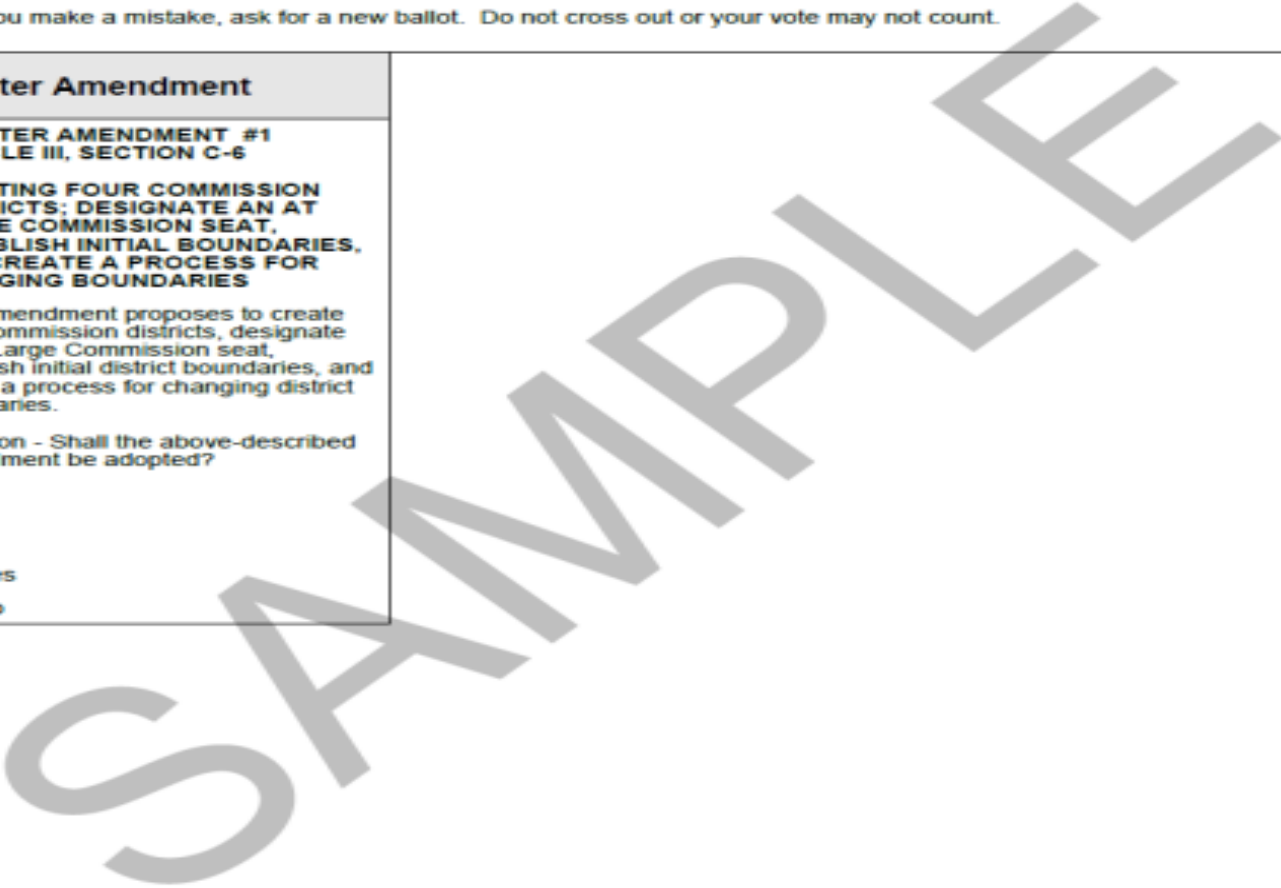 ou make a mistake, ask for a new ballot. Do not cross out or your vote may not count.
ter Amendment
TER AMENDMENT #1
LE III, SECTION C-6
TING FOUR COMMISSION
ICTS; DESIGNATE AN AT
E COMMISSION SEAT,
BLISH INITIAL BOUNDARIES,
CREATE A PROCESS FOR
GING BOUNDARIES
mendment proposes to create
ommission districts, designate
Large Commission seat,
sh initial district boundaries, and
a process for changing district
aries.
on - Shall the above-described
ment be adopted?
es
o
SAMPLE